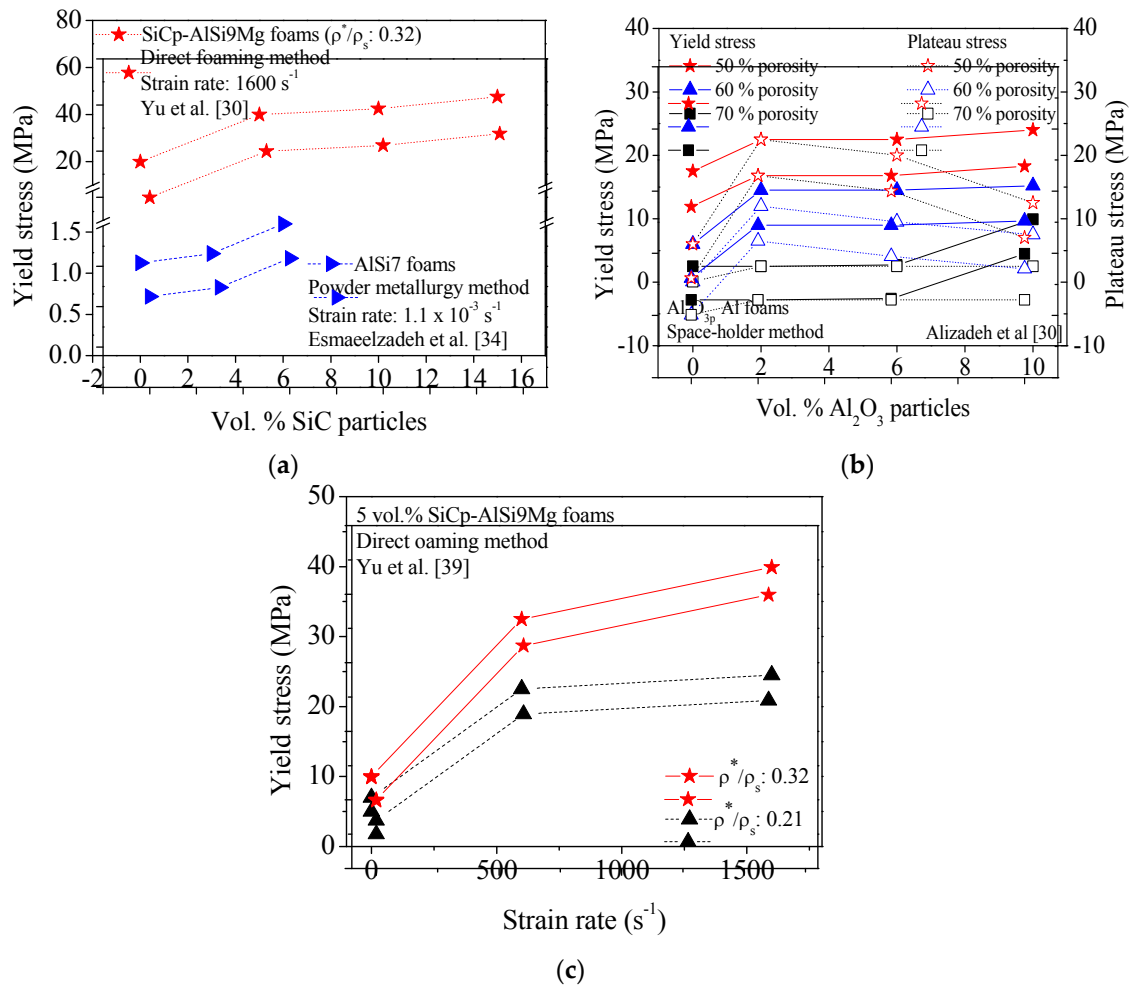 80
60
40
20
1.5
1.0
0.5
0.0
Yield stress (MPa)
SiCp-AlSi9Mg foams (ρ*/ρs: 0.32)
Direct foaming method
Strain rate: 1600 s⁻¹
Yu et al. [30]
AlSi7 foams
Powder metallurgy method
Strain rate: 1.1 x 10⁻³ s⁻¹
Esmaeelzadeh et al. [34]
-2 0 2 4 6 8 10 12 14 16
Vol. % SiC particles
(a)
40
30
20
10
0
-10
Yield stress (MPa)
Yield stress
50 % porosity
60 % porosity
70 % porosity
Plateau stress
50 % porosity
60 % porosity
70 % porosity
Al foams
Space-holder method
Alizadeh et al [30]
40
30
20
10
0
-10
Plateau stress (MPa)
0 2 4 6 8 10
Vol. % Al₂O₃ particles
(b)
50
40
30
20
10
0
Yield stress (MPa)
5 vol.% SiCp-AlSi9Mg foams
Direct oaming method
Yu et al. [39]
ρ*/ρs: 0.32
ρ*/ρs: 0.21
0 500 1000 1500
Strain rate (s⁻¹)
(c)